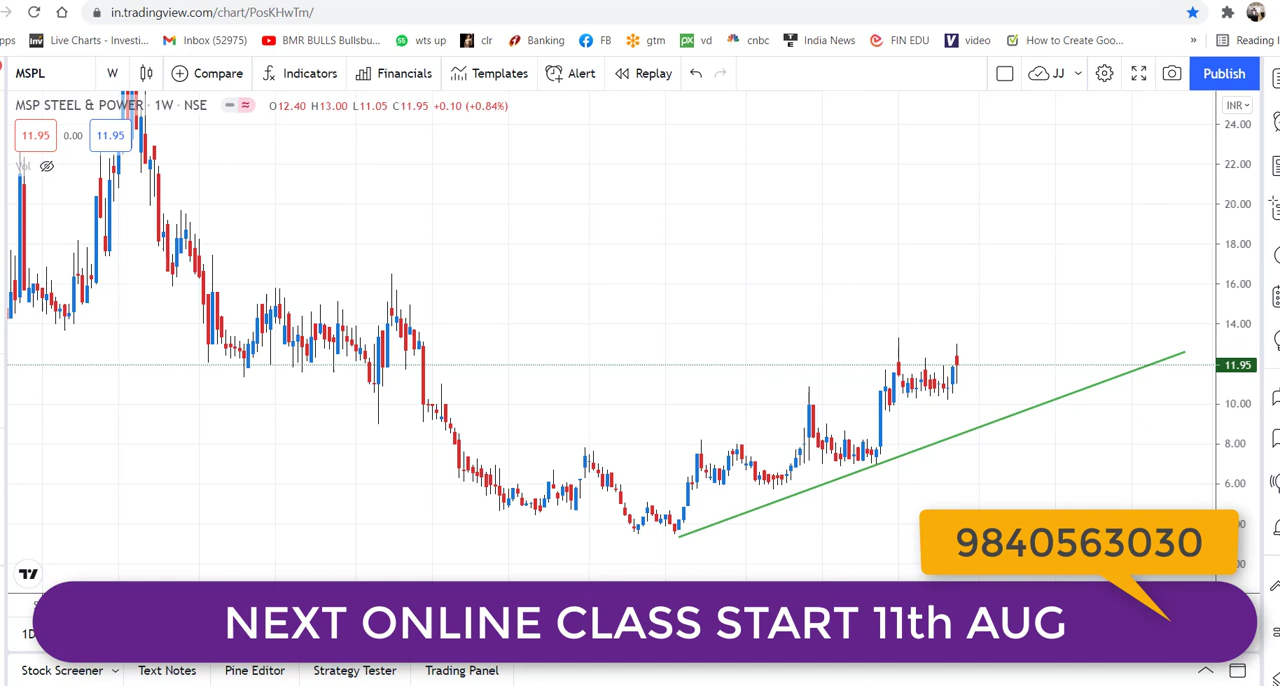 in.tradingview.com/chart/PosKHwTm/
pps Live Charts - Investi... Inbox (52975) BMR BULLS Bullsbu... wts up clr Banking FB gtm vd cnbc India News FIN EDU video How to Create Goo... » Reading
MSPL W Compare Indicators Financials Templates Alert Replay JJ Publish
MSP STEEL & POWER · 1W · NSE O12.40 H13.00 L11.05 C11.95 +0.10 (+0.84%) INR
11.95 0.00 11.95
Vol
24.00
22.00
20.00
18.00
16.00
14.00
11.95
10.00
8.00
6.00
9840563030
NEXT ONLINE CLASS START 11th AUG
1D
Stock Screener Text Notes Pine Editor Strategy Tester Trading Panel